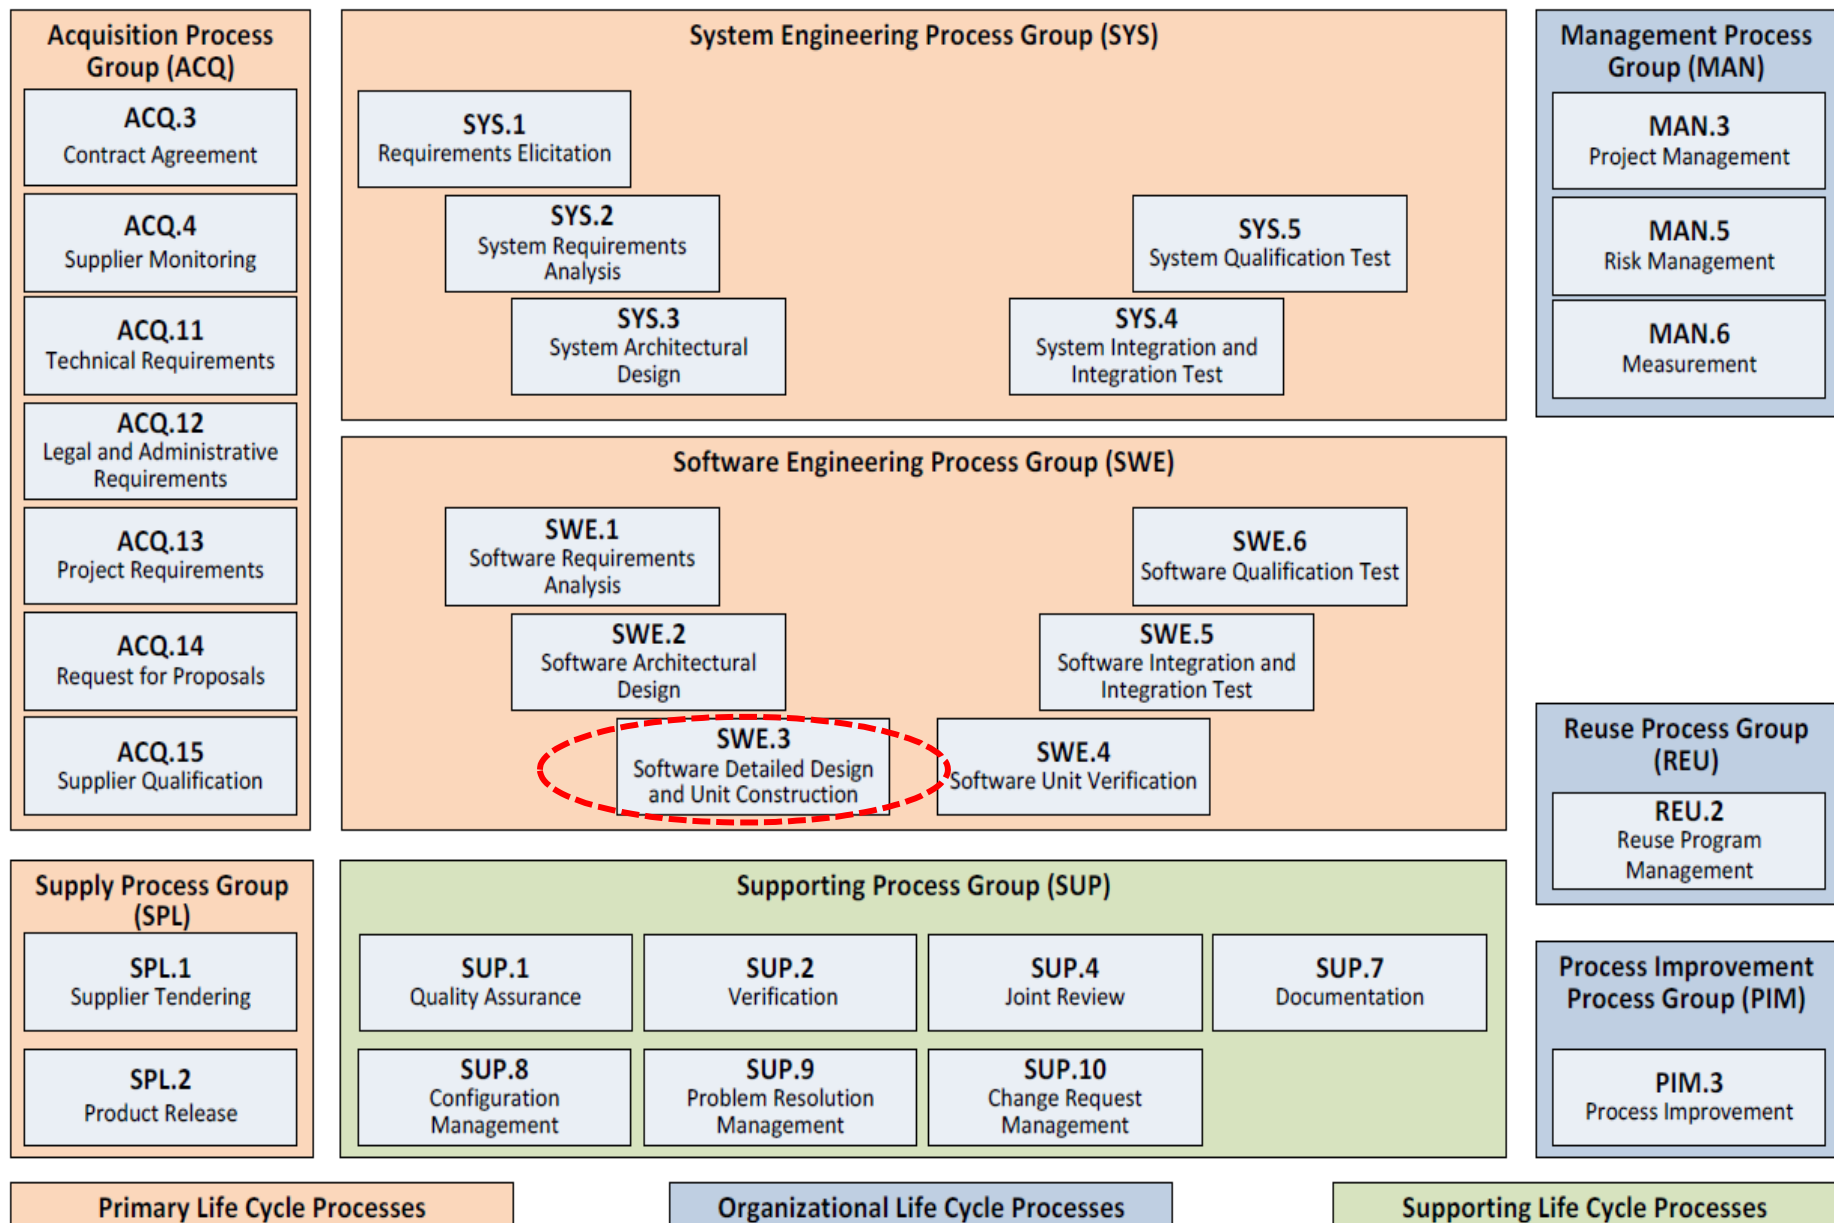 Acquisition Process
Group (ACQ)
ACQ.3
Contract Agreement
ACQ.4
Supplier Monitoring
ACQ.11
Technical Requirements
ACQ.12
Legal and Administrative
Requirements
ACQ.13
Project Requirements
ACQ.14
Request for Proposals
ACQ.15
Supplier Qualification
System Engineering Process Group (SYS)
SYS.1
Requirements Elicitation
SYS.2
System Requirements
Analysis
SYS.3
System Architectural
Design
SYS.5
System Qualification Test
SYS.4
System Integration and
Integration Test
Management Process
Group (MAN)
MAN.3
Project Management
MAN.5
Risk Management
MAN.6
Measurement
Software Engineering Process Group (SWE)
SWE.1
Software Requirements
Analysis
SWE.2
Software Architectural
Design
SWE.3
Software Detailed Design
and Unit Construction
SWE.6
Software Qualification Test
SWE.5
Software Integration and
Integration Test
SWE.4
Software Unit Verification
Reuse Process Group
(REU)
REU.2
Reuse Program
Management
Supply Process Group
(SPL)
SPL.1
Supplier Tendering
SPL.2
Product Release
Supporting Process Group (SUP)
SUP.1
Quality Assurance
SUP.2
Verification
SUP.4
Joint Review
SUP.7
Documentation
SUP.8
Configuration
Management
SUP.9
Problem Resolution
Management
SUP.10
Change Request
Management
Process Improvement
Process Group (PIM)
PIM.3
Process Improvement
Primary Life Cycle Processes
Organizational Life Cycle Processes
Supporting Life Cycle Processes